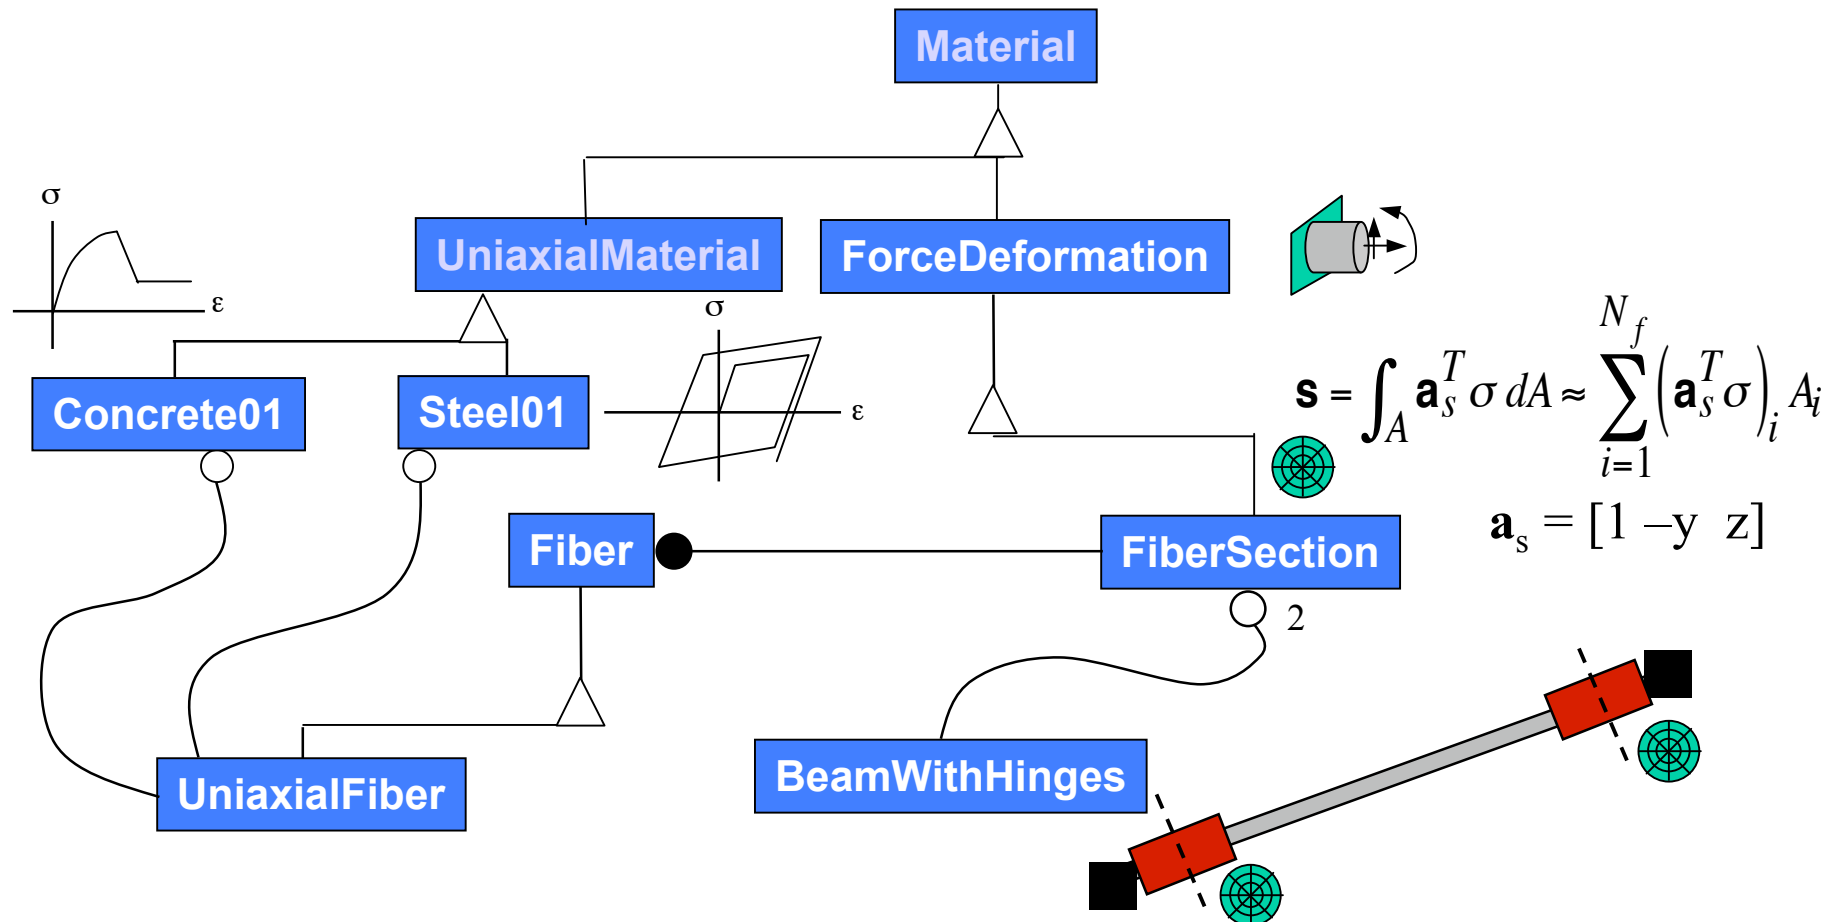 Material
UniaxialMaterial
ForceDeformation
σ
ε
σ
ε
Concrete01
Steel01
s = ∫_A a_s^T σ dA ≈ ∑_{i=1}^{N_f} (a_s^T σ)_i A_i
a_s = [1 –y z]
Fiber
FiberSection
2
UniaxialFiber
BeamWithHinges